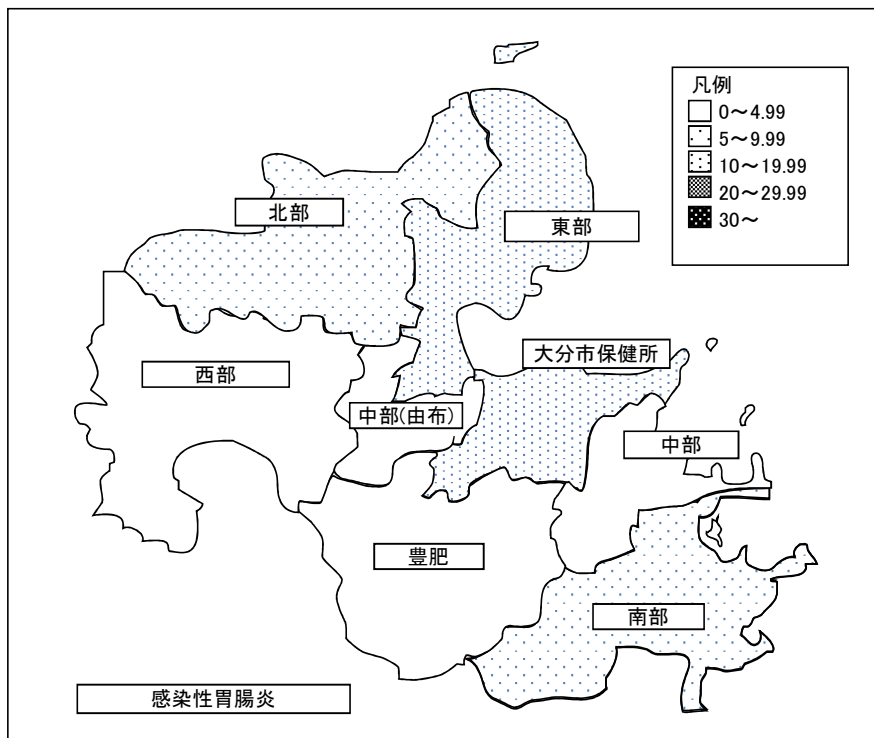 凡例
0～4.99
5～9.99
10～19.99
20～29.99
30～
北部
東部
大分市保健所
西部
中部(由布)
中部
豊肥
南部
感染性胃腸炎